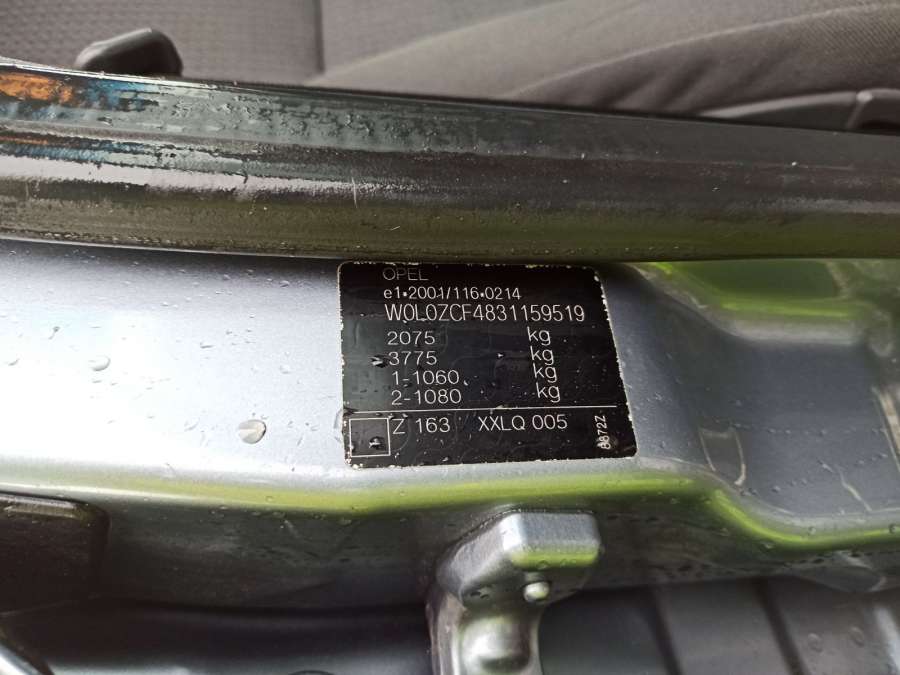 OPEL
e1*2001/116*0214
W0L0ZCF4831159519
2075 kg
3775 kg
1-1060 kg
2-1080 kg
Z 163 XXLQ 005